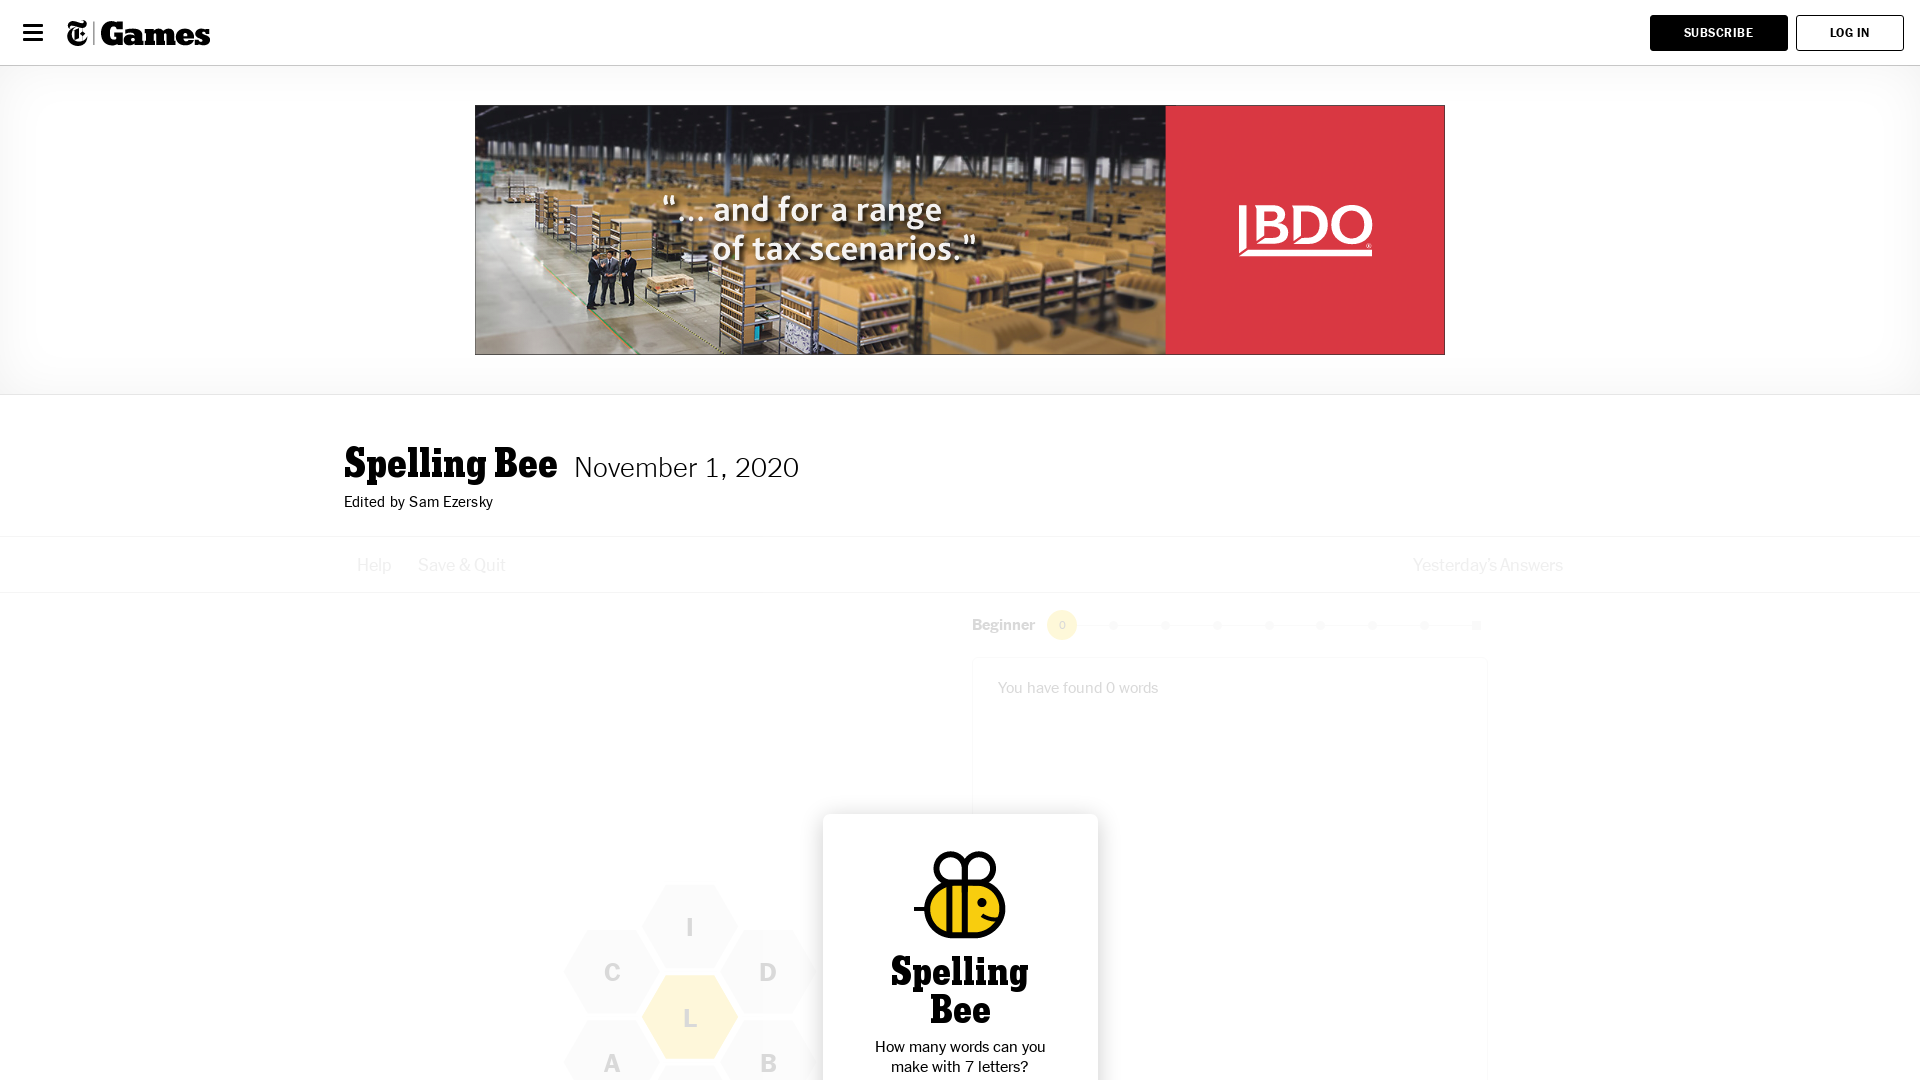 T Games
SUBSCRIBE
LOG IN
“... and for a range
of tax scenarios.”
BDO®
Spelling Bee November 1, 2020
Edited by Sam Ezersky
Help
Save & Quit
Yesterday's Answers
Beginner
0
You have found 0 words
I
C
D
L
A
B
Spelling
Bee
How many words can you
make with 7 letters?